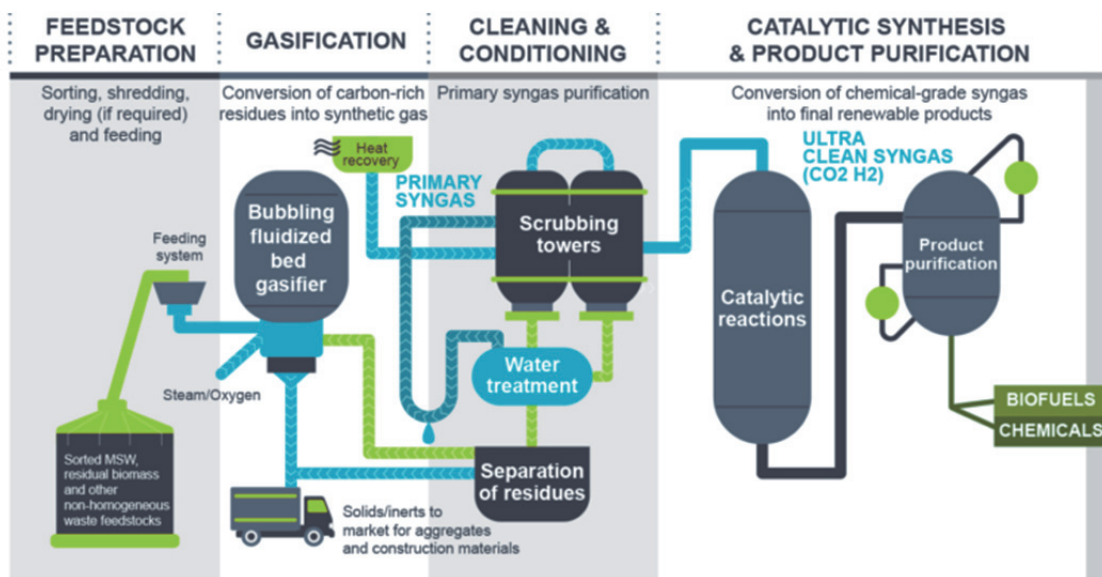 FEEDSTOCK
PREPARATION
GASIFICATION
CLEANING &
CONDITIONING
CATALYTIC SYNTHESIS
& PRODUCT PURIFICATION
Sorting, shredding,
drying (if required)
and feeding
Conversion of carbon-rich
residues into synthetic gas
Primary syngas purification
Conversion of chemical-grade syngas
into final renewable products
Heat
recovery
PRIMARY
SYNGAS
ULTRA
CLEAN SYNGAS
(CO2 H2)
Bubbling
fluidized
bed
gasifier
Scrubbing
towers
Feeding
system
Product
purification
Catalytic
reactions
Water
treatment
Steam/Oxygen
BIOFUELS
CHEMICALS
Sorted MSW,
residual biomass
and other
non-homogeneous
waste feedstocks
Separation
of residues
Solids/inerts to
market for aggregates
and construction materials